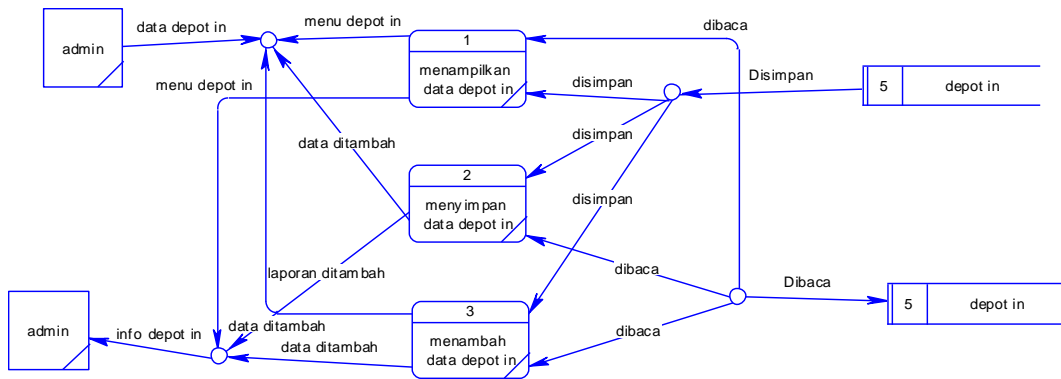 admin
data depot in
menu depot in
1
menampilkan
data depot in
dibaca
Disimpan
5
depot in
menu depot in
disimpan
disimpan
data ditambah
2
menyimpan
data depot in
disimpan
laporan ditambah
dibaca
Dibaca
5
depot in
admin
info depot in
data ditambah
data ditambah
3
menambah
data depot in
dibaca